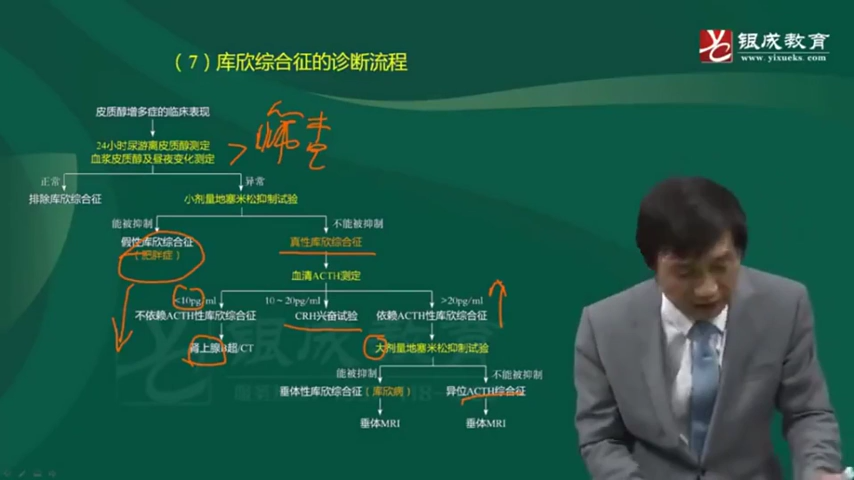 银成教育
www.yixueks.com
（7）库欣综合征的诊断流程
皮质醇增多症的临床表现
24小时尿游离皮质醇测定
血浆皮质醇及昼夜变化测定
筛查
正常
异常
排除库欣综合征
小剂量地塞米松抑制试验
能被抑制
不能被抑制
假性库欣综合征
（肥胖症）
真性库欣综合征
血清ACTH测定
<10pg/ml
10～20pg/ml
>20pg/ml
不依赖ACTH性库欣综合征
CRH兴奋试验
依赖ACTH性库欣综合征
肾上腺B超/CT
大剂量地塞米松抑制试验
能被抑制
不能被抑制
垂体性库欣综合征（库欣病）
异位ACTH综合征
垂体MRI
垂体MRI
银成教育